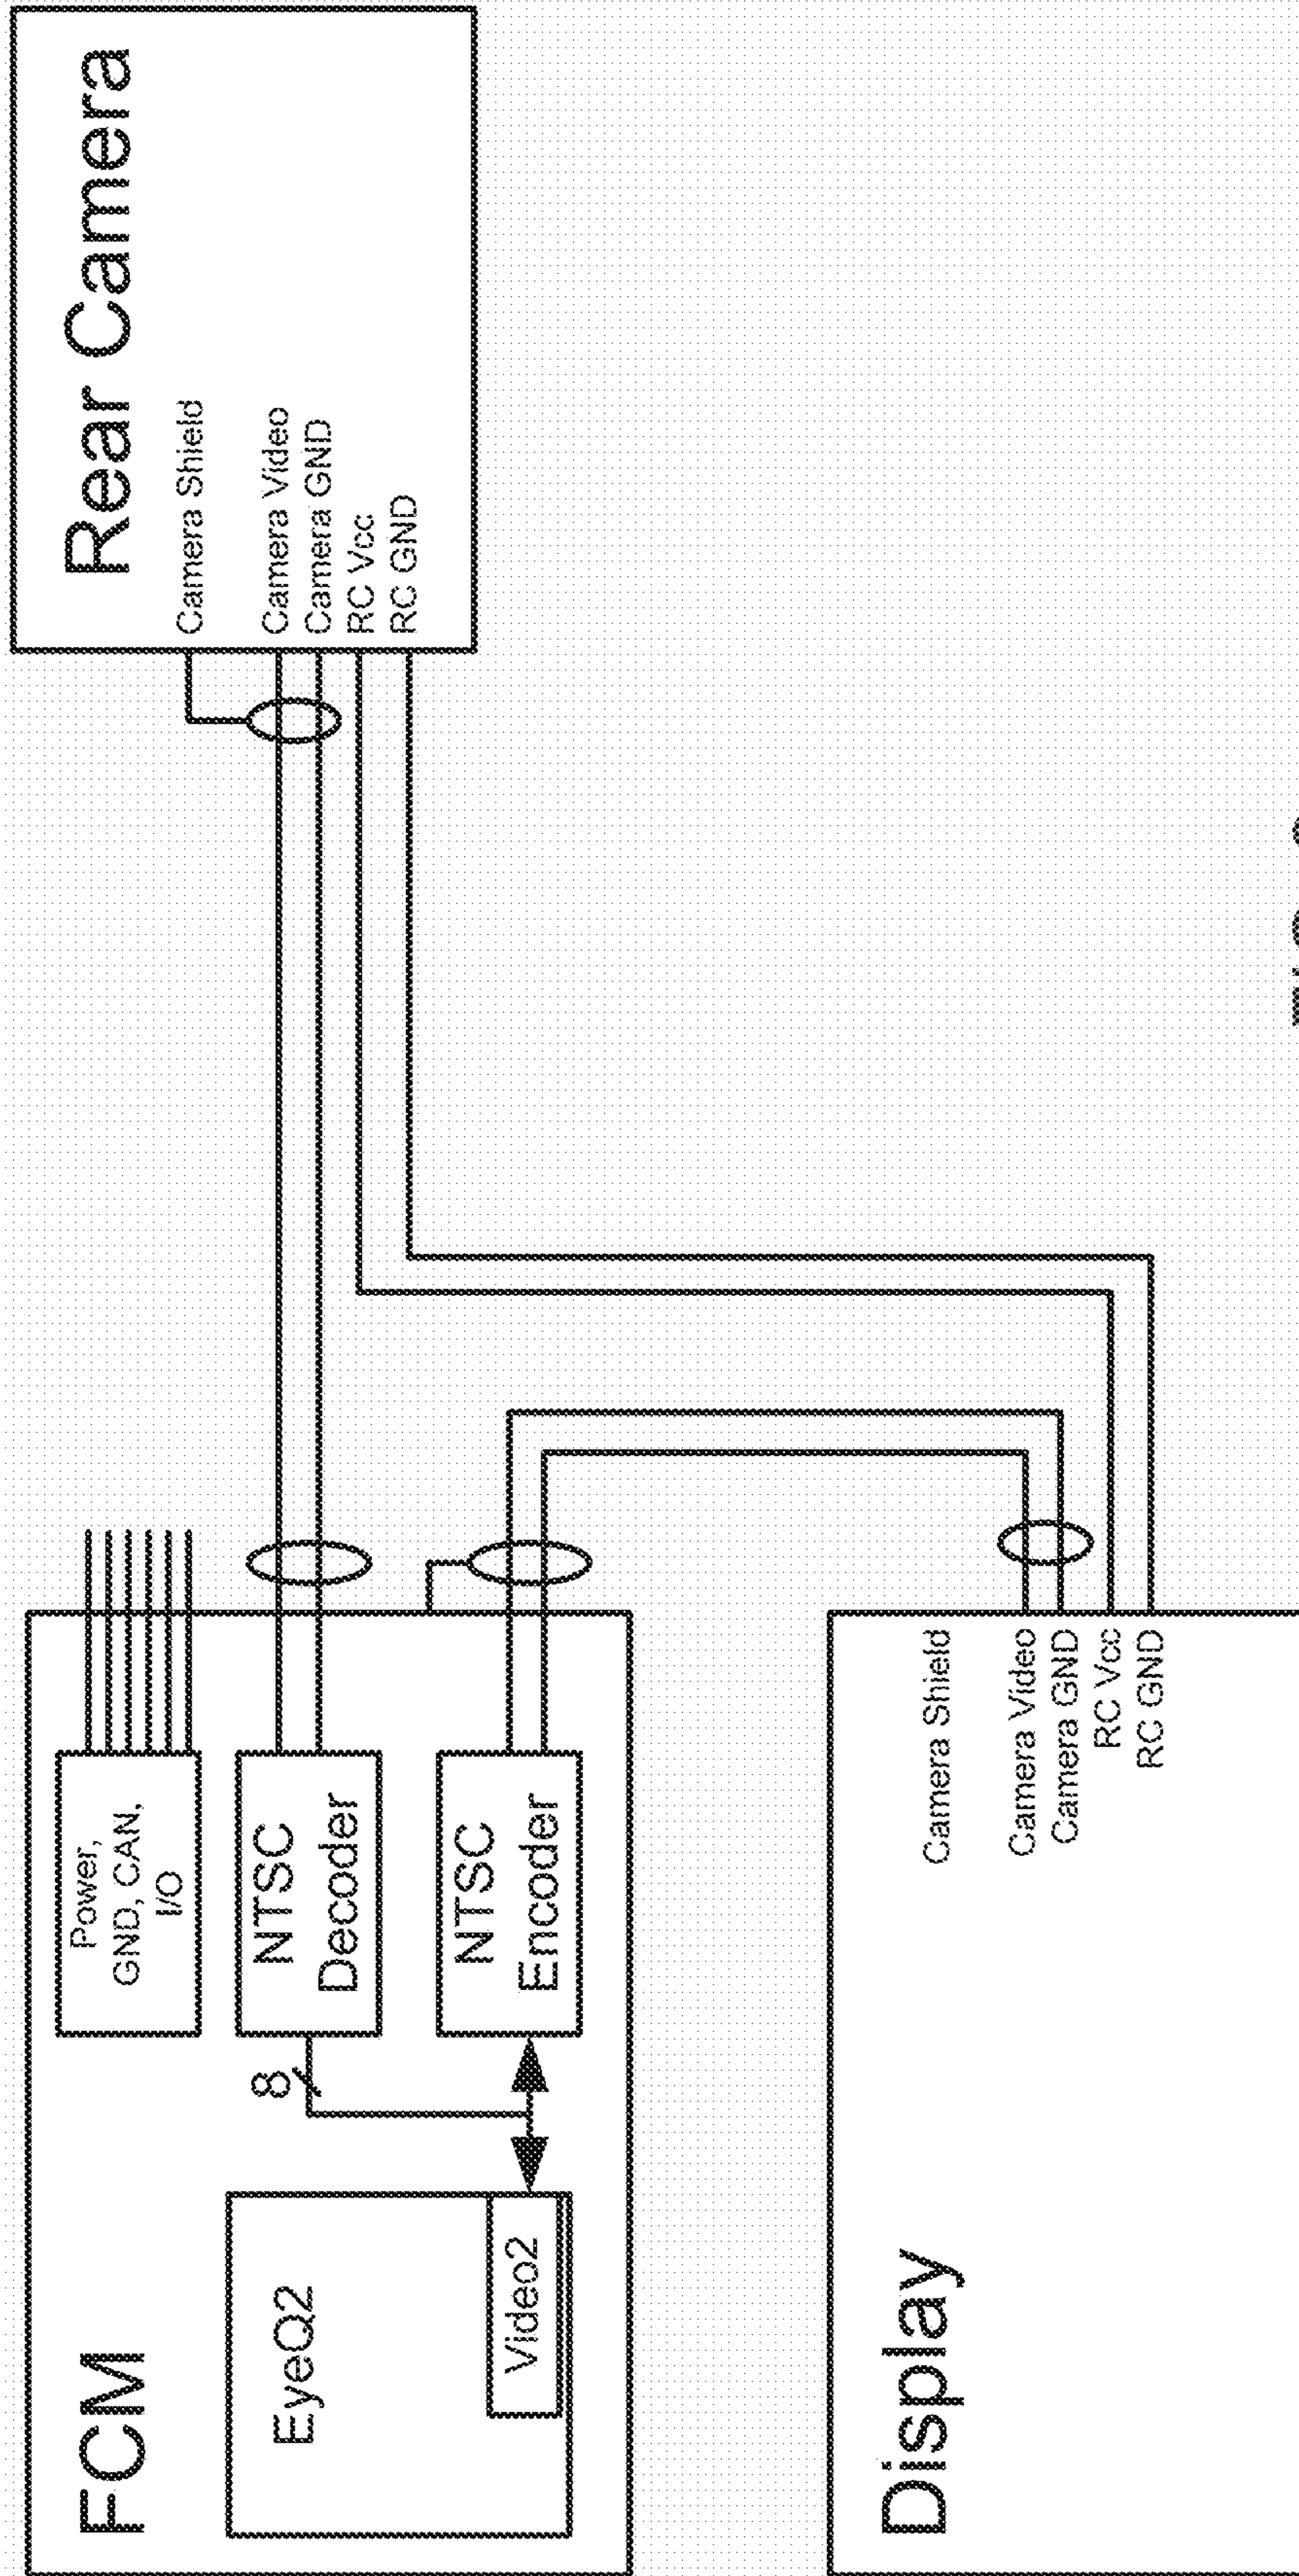 FCM
EyeQ2
Video2
8
Power,
GND, CAN,
I/O
NTSC
Decoder
NTSC
Encoder
Rear Camera
Camera Shield
Camera Video
Camera GND
RC Vcc
RC GND
Display
Camera Shield
Camera Video
Camera GND
RC Vcc
RC GND